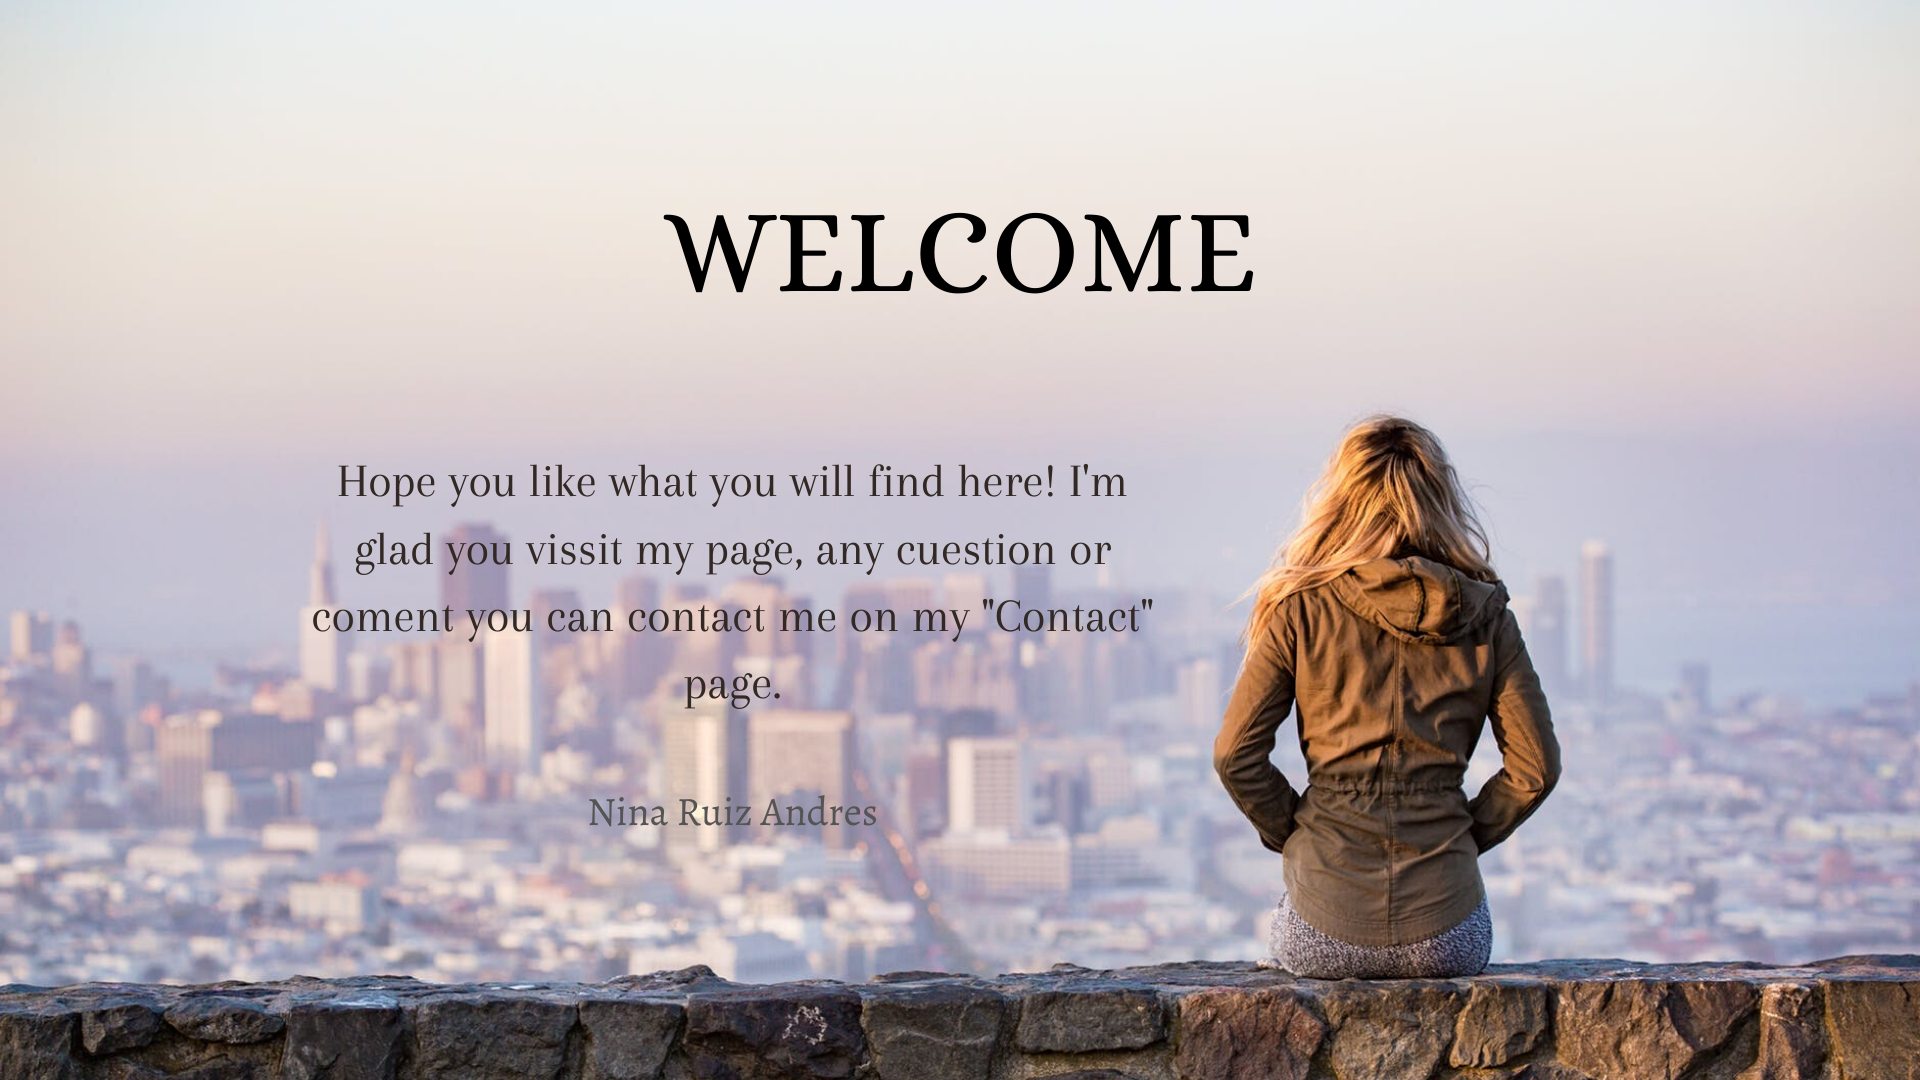 WELCOME
Hope you like what you will find here! I'm
glad you vissit my page, any cuestion or
coment you can contact me on my "Contact"
page.
Nina Ruiz Andres